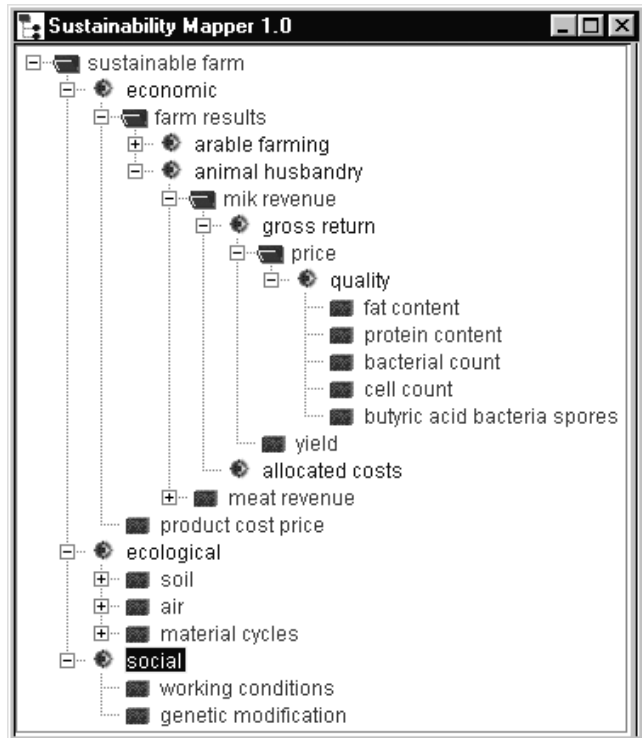 Sustainability Mapper 1.0
sustainable farm
economic
farm results
arable farming
animal husbandry
mik revenue
gross return
price
quality
fat content
protein content
bacterial count
cell count
butyric acid bacteria spores
yield
allocated costs
meat revenue
product cost price
ecological
soil
air
material cycles
social
working conditions
genetic modification